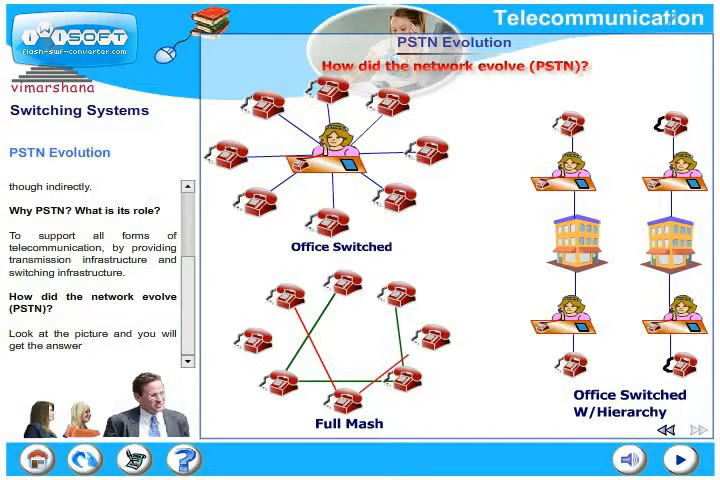 Telecommunication
iWiSOFT
flash-swf-converter.com
vimarshana
Switching Systems
PSTN Evolution
though indirectly.
Why PSTN? What is its role?
To support all forms of
telecommunication, by providing
transmission infrastructure and
switching infrastructure.
How did the network evolve
(PSTN)?
Look at the picture and you will
get the answer
PSTN Evolution
How did the network evolve (PSTN)?
Office Switched
Full Mash
Office Switched
W/Hierarchy
?